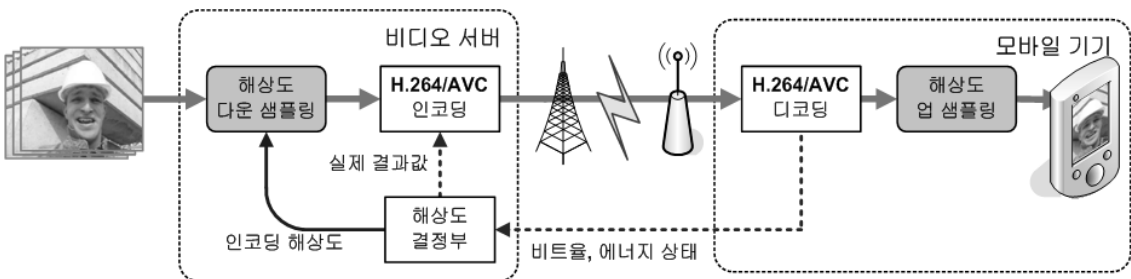 비디오 서버
모바일 기기
해상도
다운 샘플링
H.264/AVC
인코딩
H.264/AVC
디코딩
해상도
업 샘플링
실제 결과값
해상도
결정부
인코딩 해상도
비트율, 에너지 상태